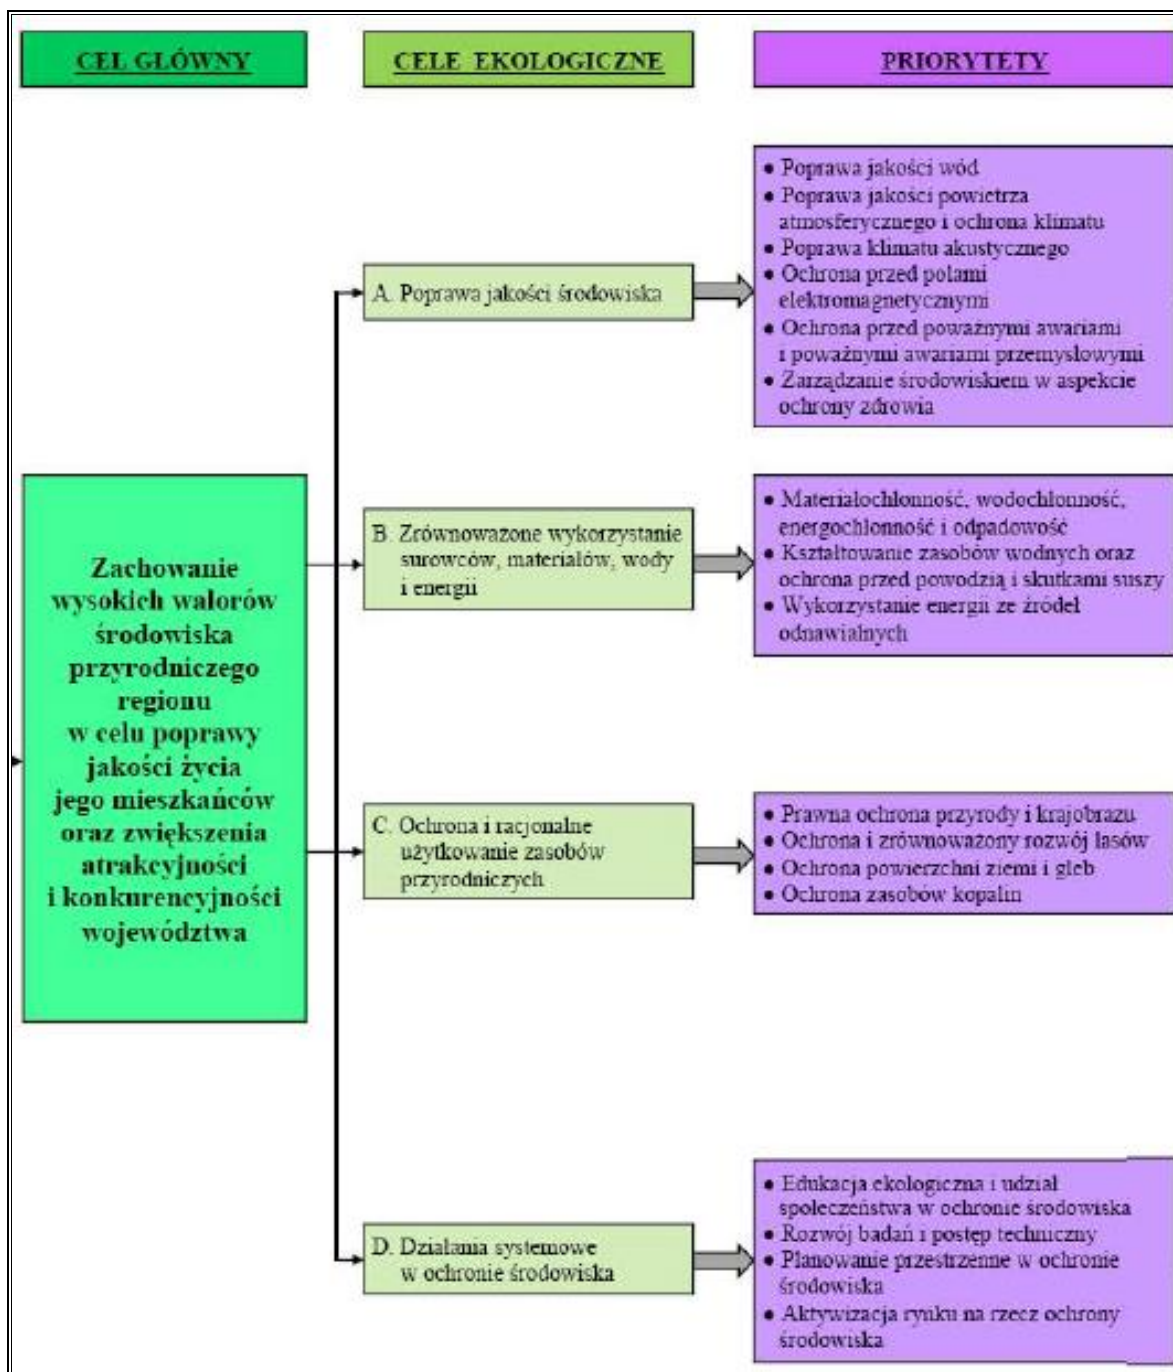 CEL GŁÓWNY
CELE EKOLOGICZNE
PRIORYTETY
Zachowanie
wysokich walorów
środowiska
przyrodniczego
regionu
w celu poprawy
jakości życia
jego mieszkańców
oraz zwiększenia
atrakcyjności
i konkurencyjności
województwa
A. Poprawa jakości środowiska
● Poprawa jakości wód
● Poprawa jakości powietrza
atmosferycznego i ochrona klimatu
● Poprawa klimatu akustycznego
● Ochrona przed polami
elektromagnetycznymi
● Ochrona przed poważnymi awariami
i poważnymi awariami przemysłowymi
● Zarządzanie środowiskiem w aspekcie
ochrony zdrowia
B. Zrównoważone wykorzystanie
surowców, materiałów, wody
i energii
● Materiałochłonność, wodochłonność,
energochłonność i odpadowość
● Kształtowanie zasobów wodnych oraz
ochrona przed powodzią i skutkami suszy
● Wykorzystanie energii ze źródeł
odnawialnych
C. Ochrona i racjonalne
użytkowanie zasobów
przyrodniczych
● Prawna ochrona przyrody i krajobrazu
● Ochrona i zrównoważony rozwój lasów
● Ochrona powierzchni ziemi i gleb
● Ochrona zasobów kopalin
D. Działania systemowe
w ochronie środowiska
● Edukacja ekologiczna i udział
społeczeństwa w ochronie środowiska
● Rozwój badań i postęp techniczny
● Planowanie przestrzenne w ochronie
środowiska
● Aktywizacja rynku na rzecz ochrony
środowiska